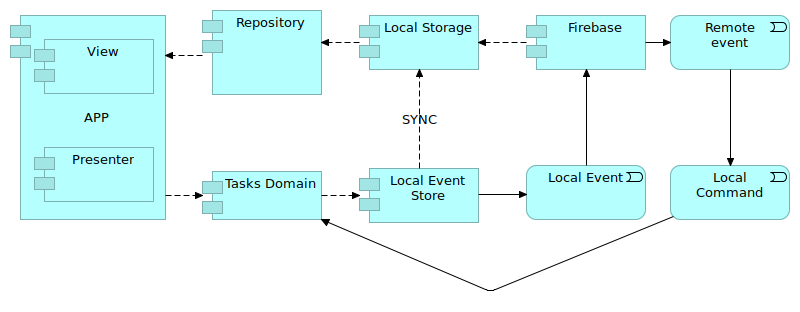 View
APP
Presenter
Repository
Local Storage
Firebase
Remote
event
SYNC
Tasks Domain
Local Event
Store
Local Event
Local
Command